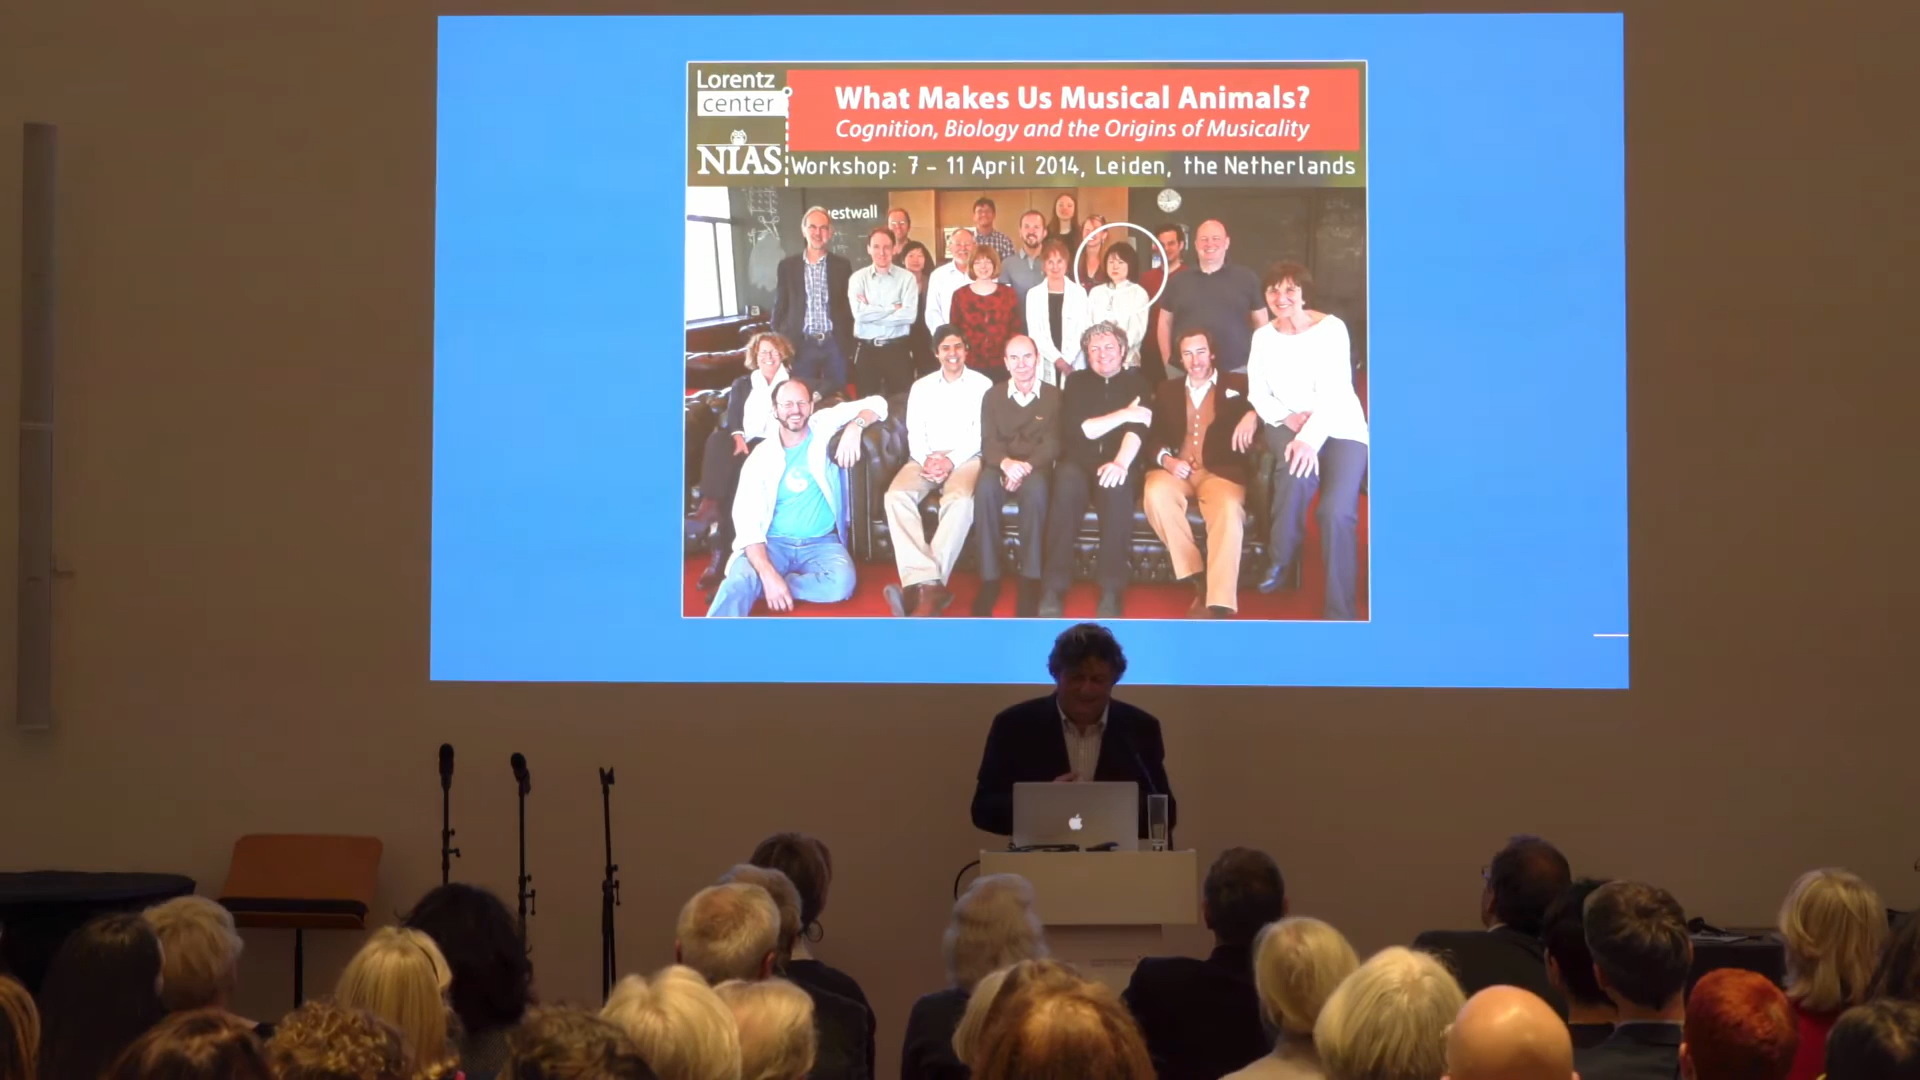 Lorentz
center
NIAS
What Makes Us Musical Animals?
Cognition, Biology and the Origins of Musicality
Workshop: 7 - 11 April 2014, Leiden, the Netherlands